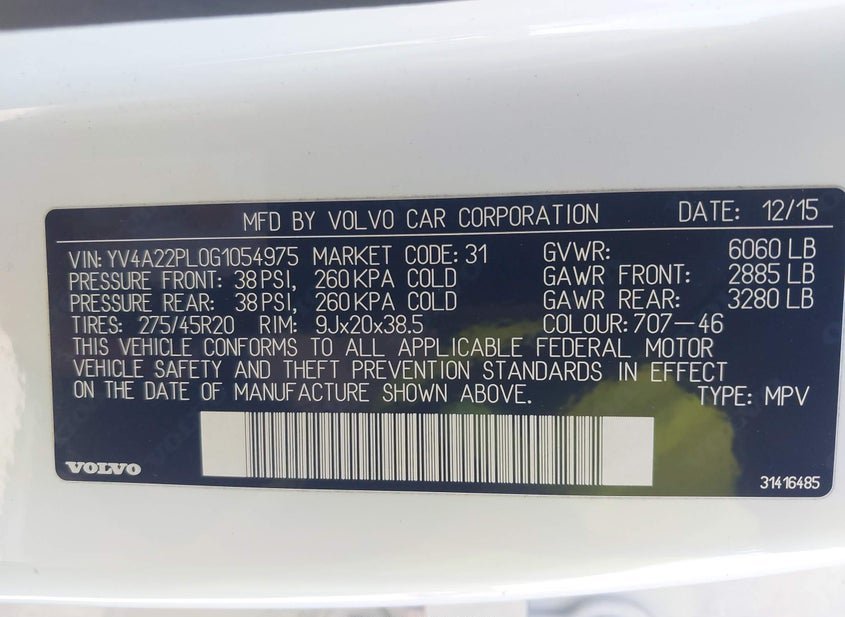 MFD BY VOLVO CAR CORPORATION DATE: 12/15
VIN: YV4A22PL0G1054975 MARKET CODE: 31 GVWR: 6060 LB
PRESSURE FRONT: 38 PSI, 260 KPA COLD GAWR FRONT: 2885 LB
PRESSURE REAR: 38 PSI, 260 KPA COLD GAWR REAR: 3280 LB
TIRES: 275/45R20 RIM: 9Jx20x38.5 COLOUR: 707-46
THIS VEHICLE CONFORMS TO ALL APPLICABLE FEDERAL MOTOR
VEHICLE SAFETY AND THEFT PREVENTION STANDARDS IN EFFECT
ON THE DATE OF MANUFACTURE SHOWN ABOVE. TYPE: MPV
VOLVO
31416485